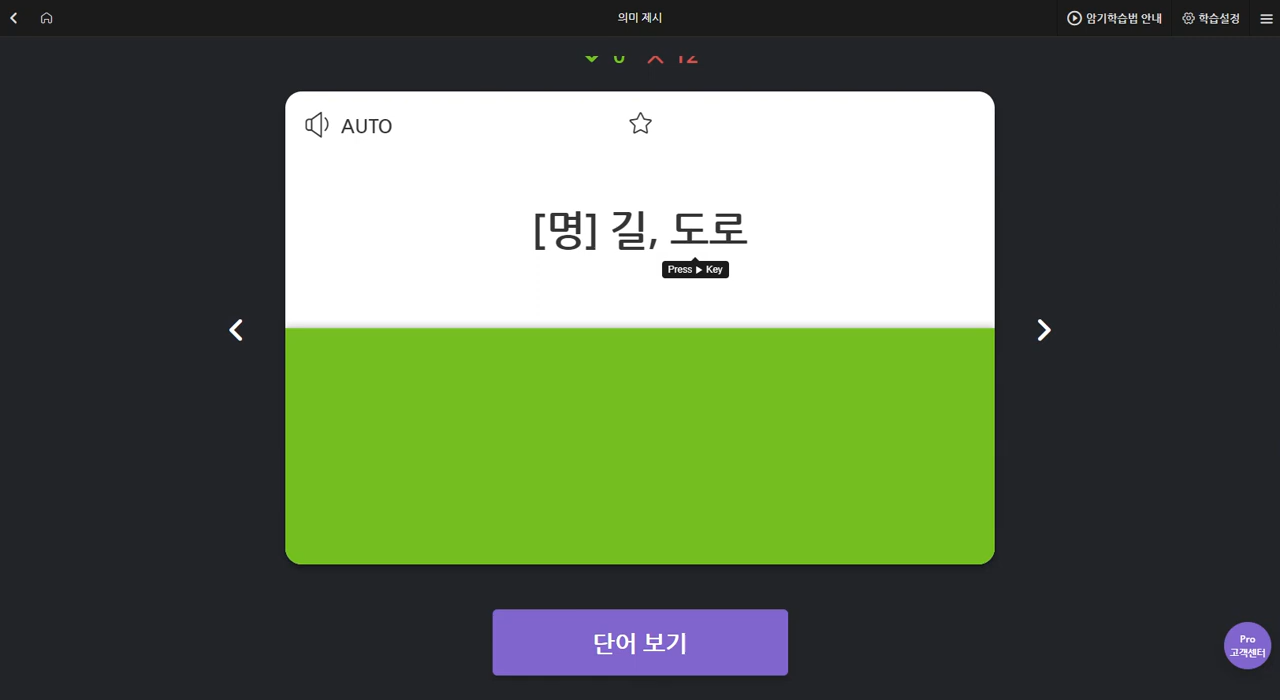 의미 제시
암기학습법 안내
학습설정
AUTO
[명] 길, 도로
Press ▶ Key
단어 보기
Pro
고객센터